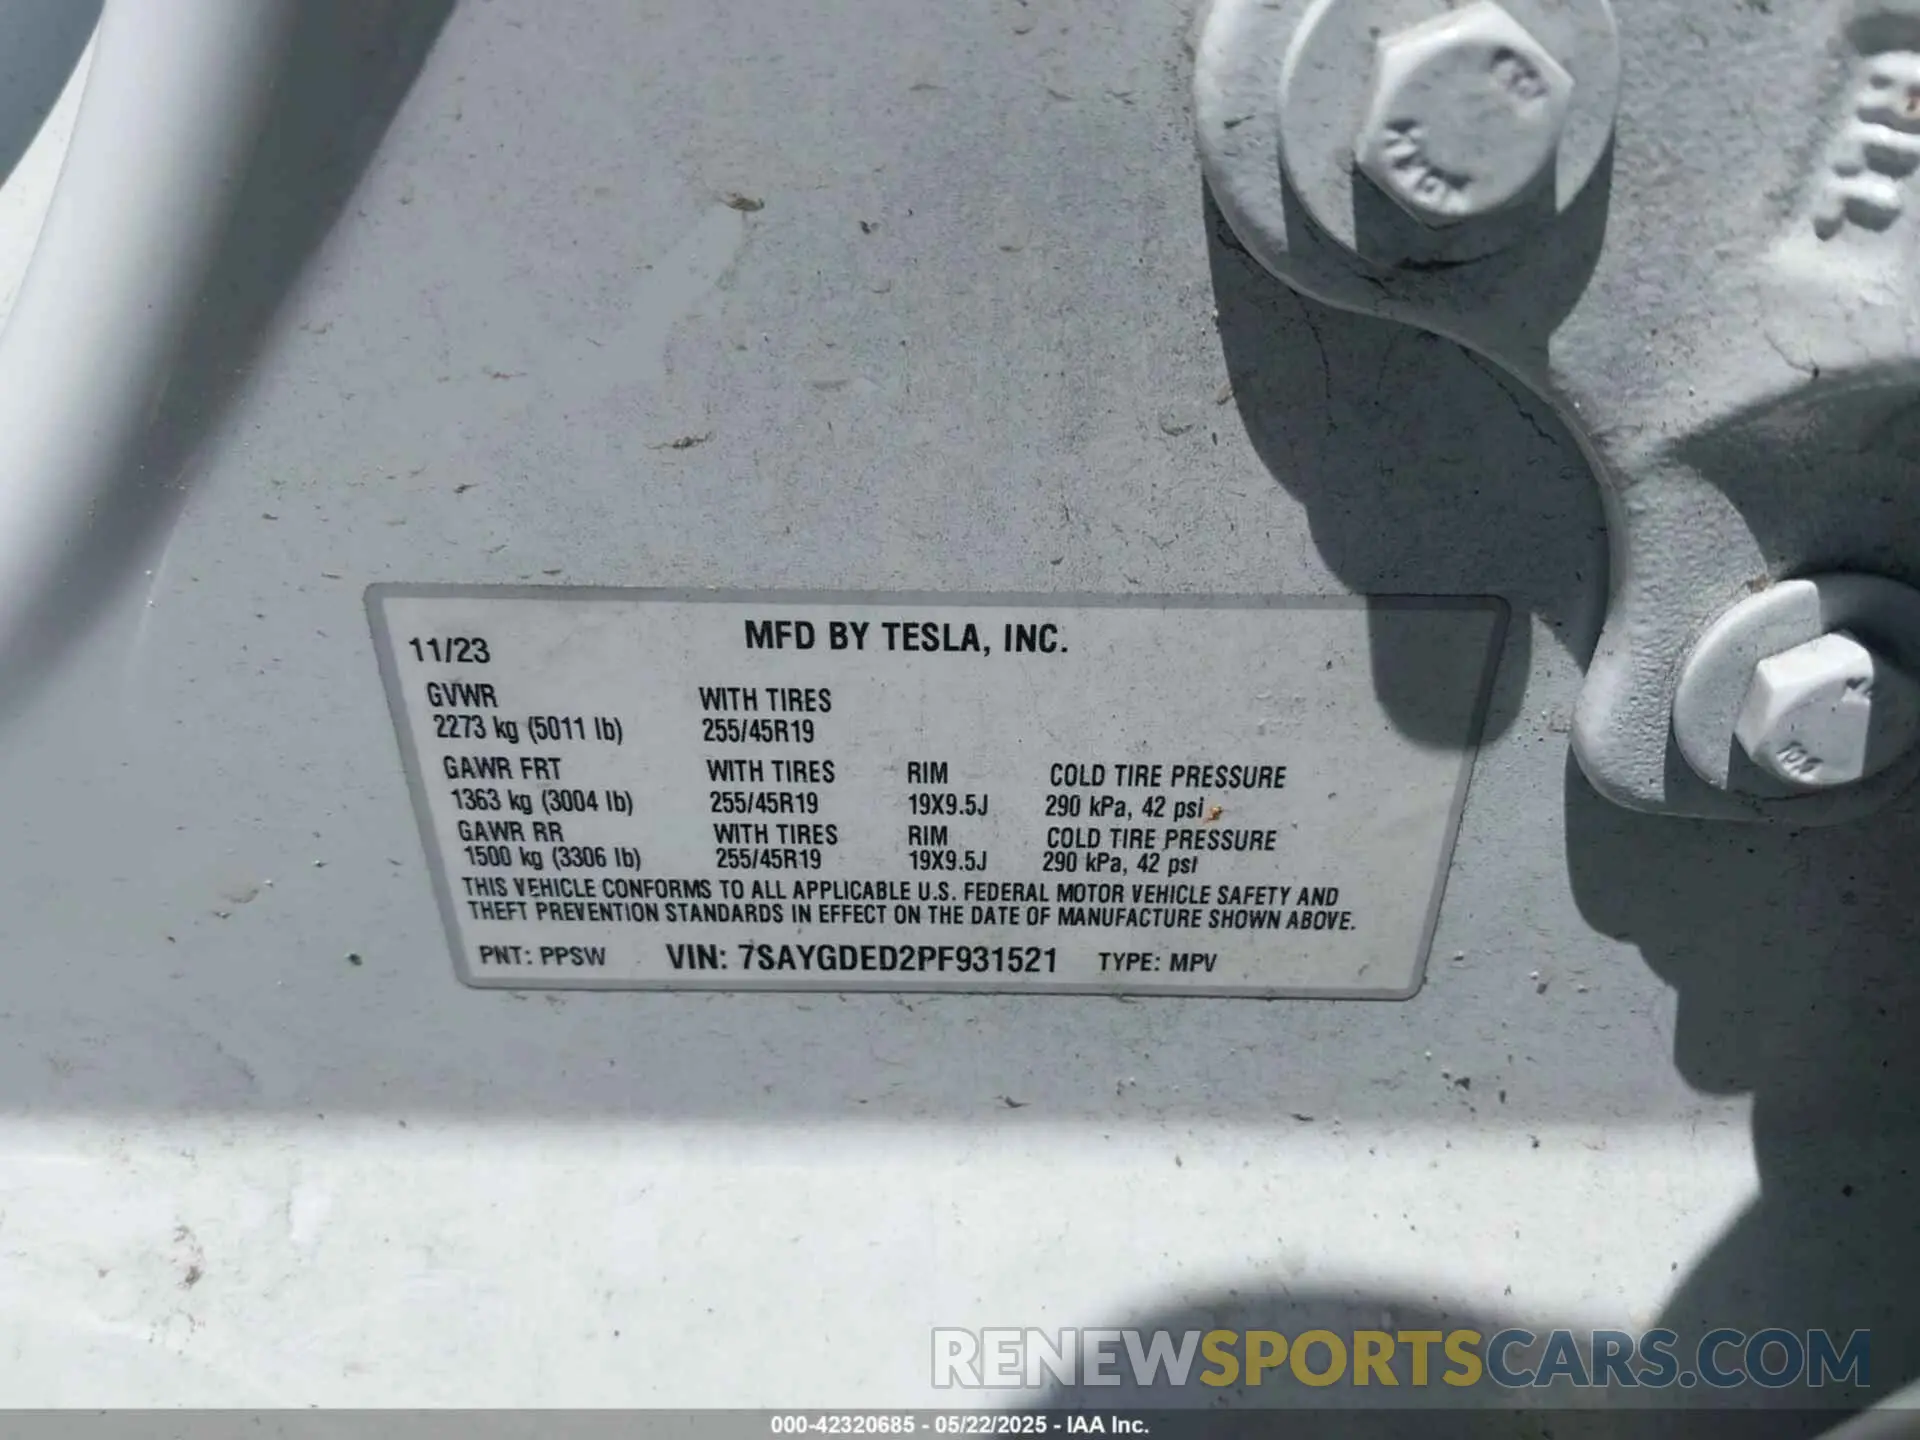 11/23 MFD BY TESLA, INC.
GVWR WITH TIRES
2273 kg (5011 lb) 255/45R19
GAWR FRT WITH TIRES RIM COLD TIRE PRESSURE
1363 kg (3004 lb) 255/45R19 19X9.5J 290 kPa, 42 psi
GAWR RR WITH TIRES RIM COLD TIRE PRESSURE
1500 kg (3306 lb) 255/45R19 19X9.5J 290 kPa, 42 psi
THIS VEHICLE CONFORMS TO ALL APPLICABLE U.S. FEDERAL MOTOR VEHICLE SAFETY AND
THEFT PREVENTION STANDARDS IN EFFECT ON THE DATE OF MANUFACTURE SHOWN ABOVE.
PNT: PPSW VIN: 7SAYGDED2PF931521 TYPE: MPV
RENEWSPORTSCARS.COM
000-42320685 - 05/22/2025 - IAA Inc.